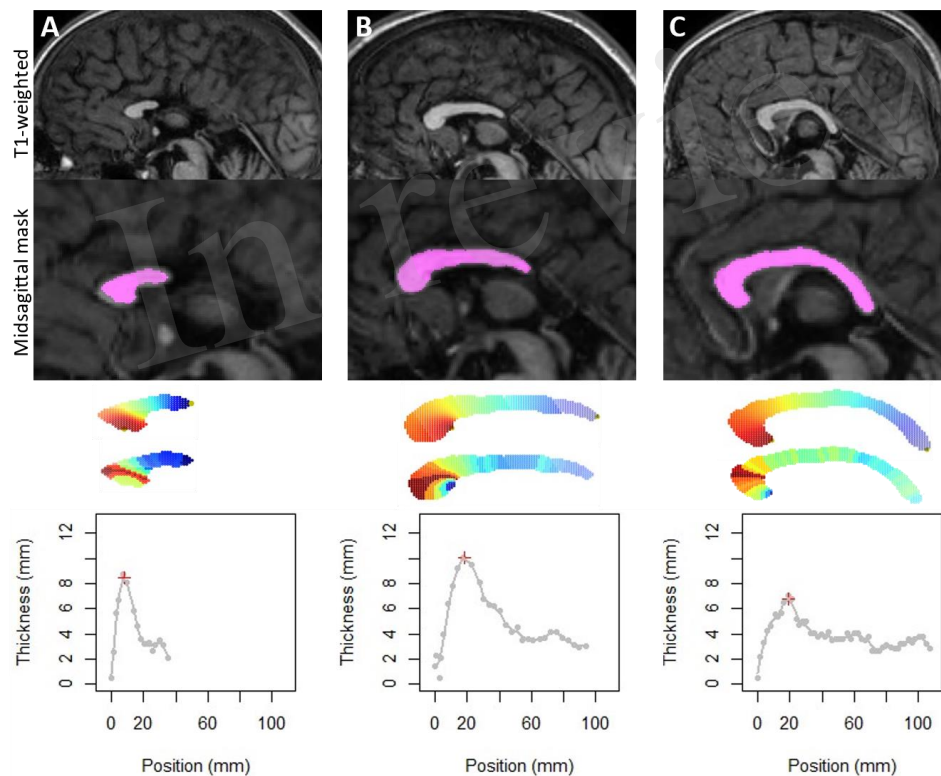 A
B
C
T1-weighted
Midsagittal mask
In review
Thickness (mm)
12
8
6
4
2
0
0 20 60 100
Position (mm)
Thickness (mm)
12
8
6
4
2
0
0 20 60 100
Position (mm)
Thickness (mm)
12
8
6
4
2
0
0 20 60 100
Position (mm)